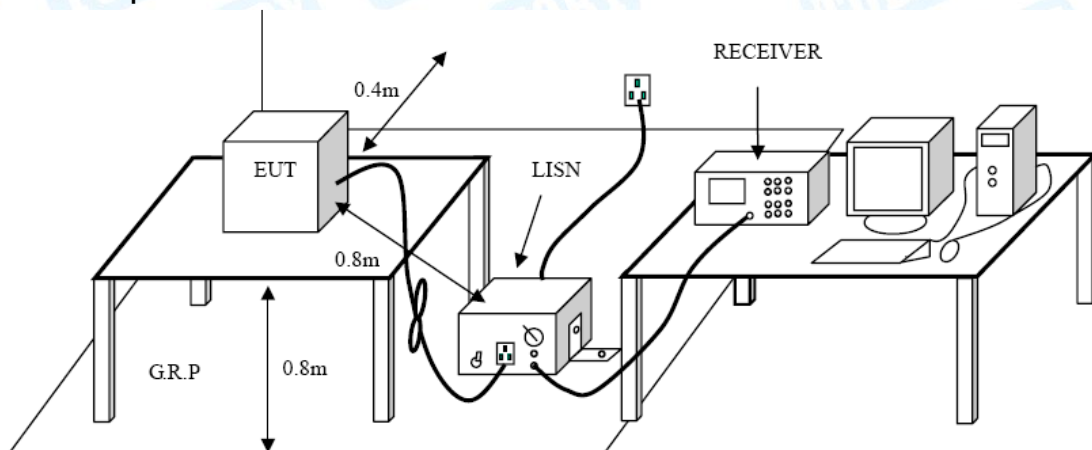 RECEIVER
0.4m
EUT
LISN
0.8m
G.R.P
0.8m